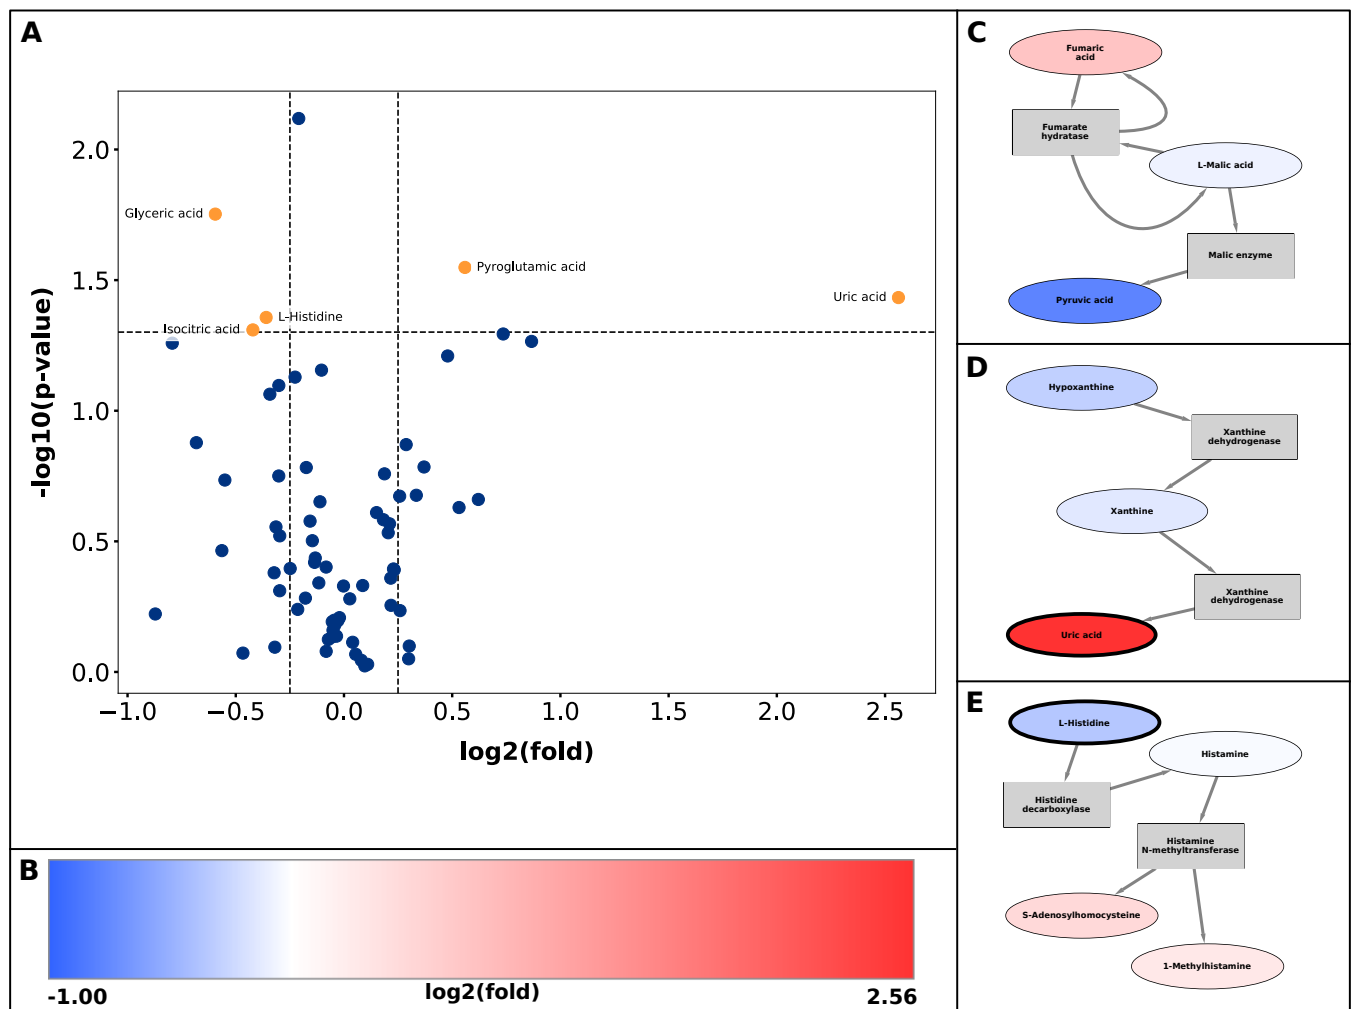 A
2.0
1.5
1.0
0.5
0.0
-log10(p-value)
Glyceric acid
Pyroglutamic acid
Uric acid
L-Histidine
Isocitric acid
−1.0 −0.5 0.0 0.5 1.0 1.5 2.0 2.5
log2(fold)
B
-1.00 log2(fold) 2.56
C
Fumaric
acid
Fumarate
hydratase
L-Malic acid
Malic enzyme
Pyruvic acid
D
Hypoxanthine
Xanthine
dehydrogenase
Xanthine
Xanthine
dehydrogenase
Uric acid
E
L-Histidine
Histamine
Histidine
decarboxylase
Histamine
N-methyltransferase
S-Adenosylhomocysteine
1-Methylhistamine